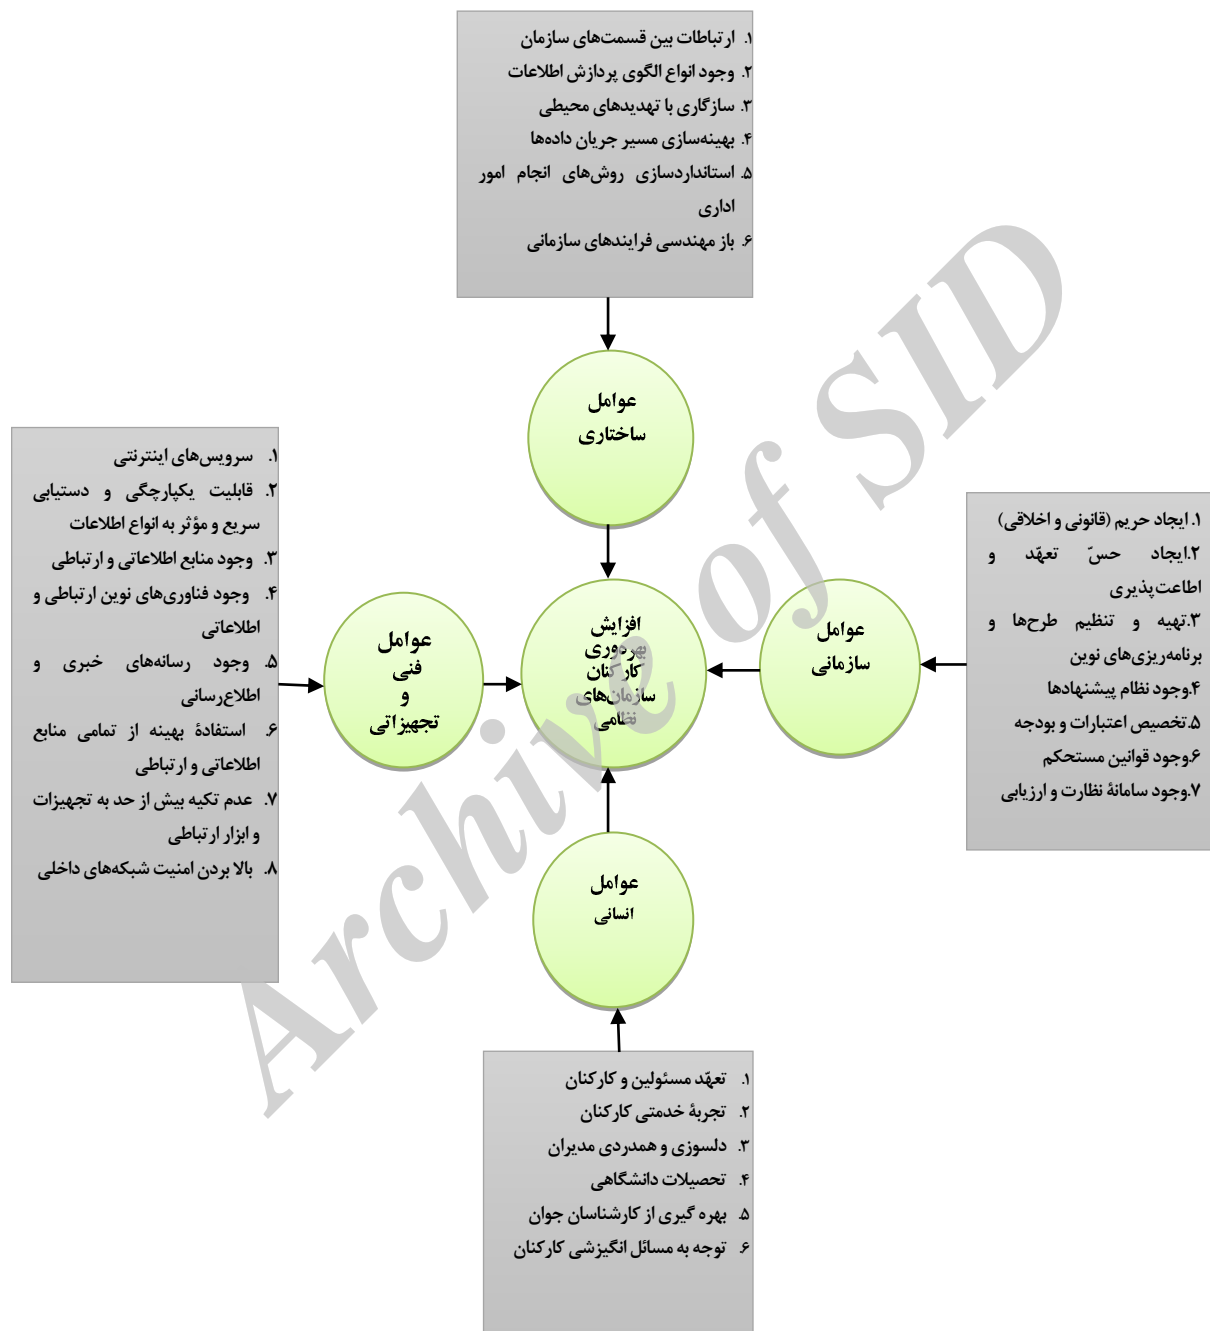 ۱. ارتباطات بین قسمت‌های سازمان
۲. وجود انواع الگوی پردازش اطلاعات
۳. سازگاری با تهدیدهای محیطی
۴. بهینه‌سازی مسیر جریان داده‌ها
۵. استانداردسازی روش‌های انجام امور
اداری
۶. باز مهندسی فرایندهای سازمانی
عوامل
ساختاری
۱. ایجاد حریم (قانونی و اخلاقی)
۲.ایجاد حسّ تعهّد و
اطاعت‌پذیری
۳.تهیه و تنظیم طرح‌ها و
برنامه‌ریزی‌های نوین
۴.وجود نظام پیشنهادها
۵.تخصیص اعتبارات و بودجه
۶.وجود قوانین مستحکم
۷.وجود سامانهٔ نظارت و ارزیابی
عوامل
سازمانی
افزایش
بهره‌وری
کارکنان
سازمان‌های
نظامی
عوامل
فنی
و
تجهیزاتی
۱. سرویس‌های اینترنتی
۲. قابلیت یکپارچگی و دستیابی
سریع و مؤثر به انواع اطلاعات
۳. وجود منابع اطلاعاتی و ارتباطی
۴. وجود فناوری‌های نوین ارتباطی و
اطلاعاتی
۵. وجود رسانه‌های خبری و
اطلاع‌رسانی
۶. استفادهٔ بهینه از تمامی منابع
اطلاعاتی و ارتباطی
۷. عدم تکیه بیش از حد به تجهیزات
و ابزار ارتباطی
۸. بالا بردن امنیت شبکه‌های داخلی
عوامل
انسانی
۱. تعهّد مسئولین و کارکنان
۲. تجربهٔ خدمتی کارکنان
۳. دلسوزی و همدردی مدیران
۴. تحصیلات دانشگاهی
۵. بهره گیری از کارشناسان جوان
۶. توجه به مسائل انگیزشی کارکنان
Archive of SID